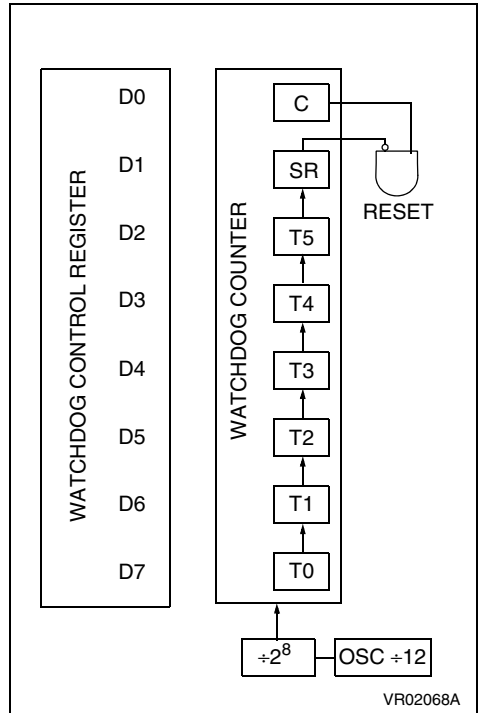 WATCHDOG CONTROL REGISTER
D0
D1
D2
D3
D4
D5
D6
D7
WATCHDOG COUNTER
C
SR
T5
T4
T3
T2
T1
T0
RESET
÷2⁸
OSC ÷12
VR02068A